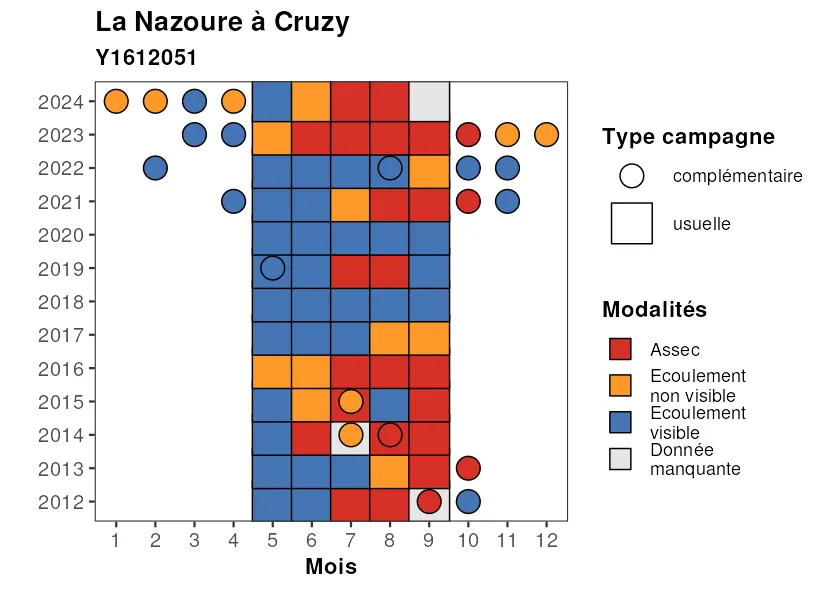 La Nazoure à Cruzy
Y1612051
2024
2023
2022
2021
2020
2019
2018
2017
2016
2015
2014
2013
2012
1 2 3 4 5 6 7 8 9 10 11 12
Mois
Type campagne
complémentaire
usuelle
Modalités
Assec
Ecoulement
non visible
Ecoulement
visible
Donnée
manquante